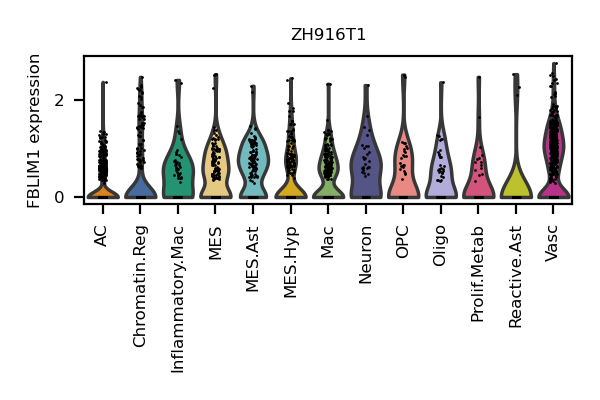 ZH916T1
FBLIM1 expression
2
0
AC
Chromatin.Reg
Inflammatory.Mac
MES
MES.Ast
MES.Hyp
Mac
Neuron
OPC
Oligo
Prolif.Metab
Reactive.Ast
Vasc